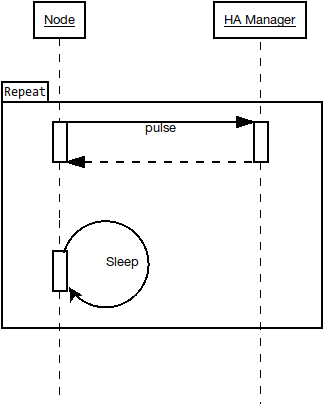 Node
HA Manager
Repeat
pulse
Sleep